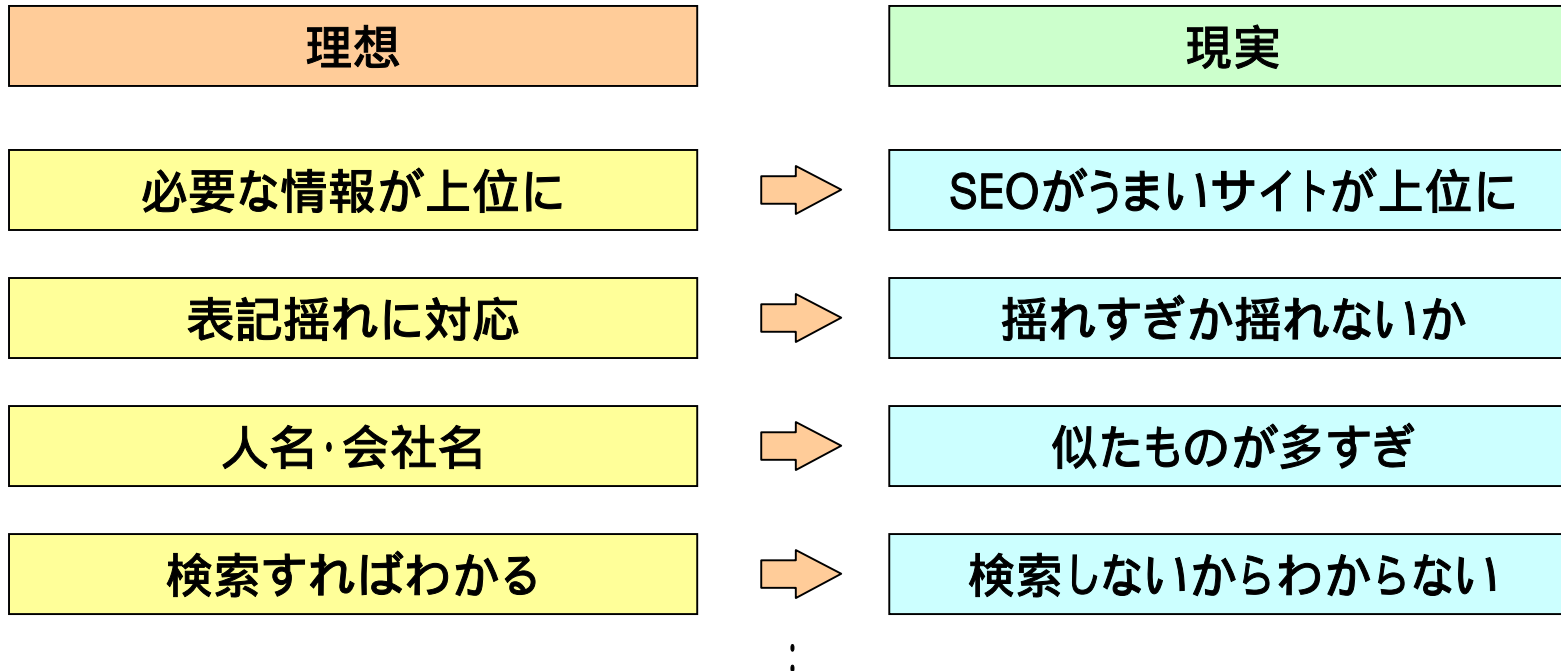 理想
現実
必要な情報が上位に
SEOがうまいサイトが上位に
表記揺れに対応
揺れすぎか揺れないか
人名・会社名
似たものが多すぎ
検索すればわかる
検索しないからわからない